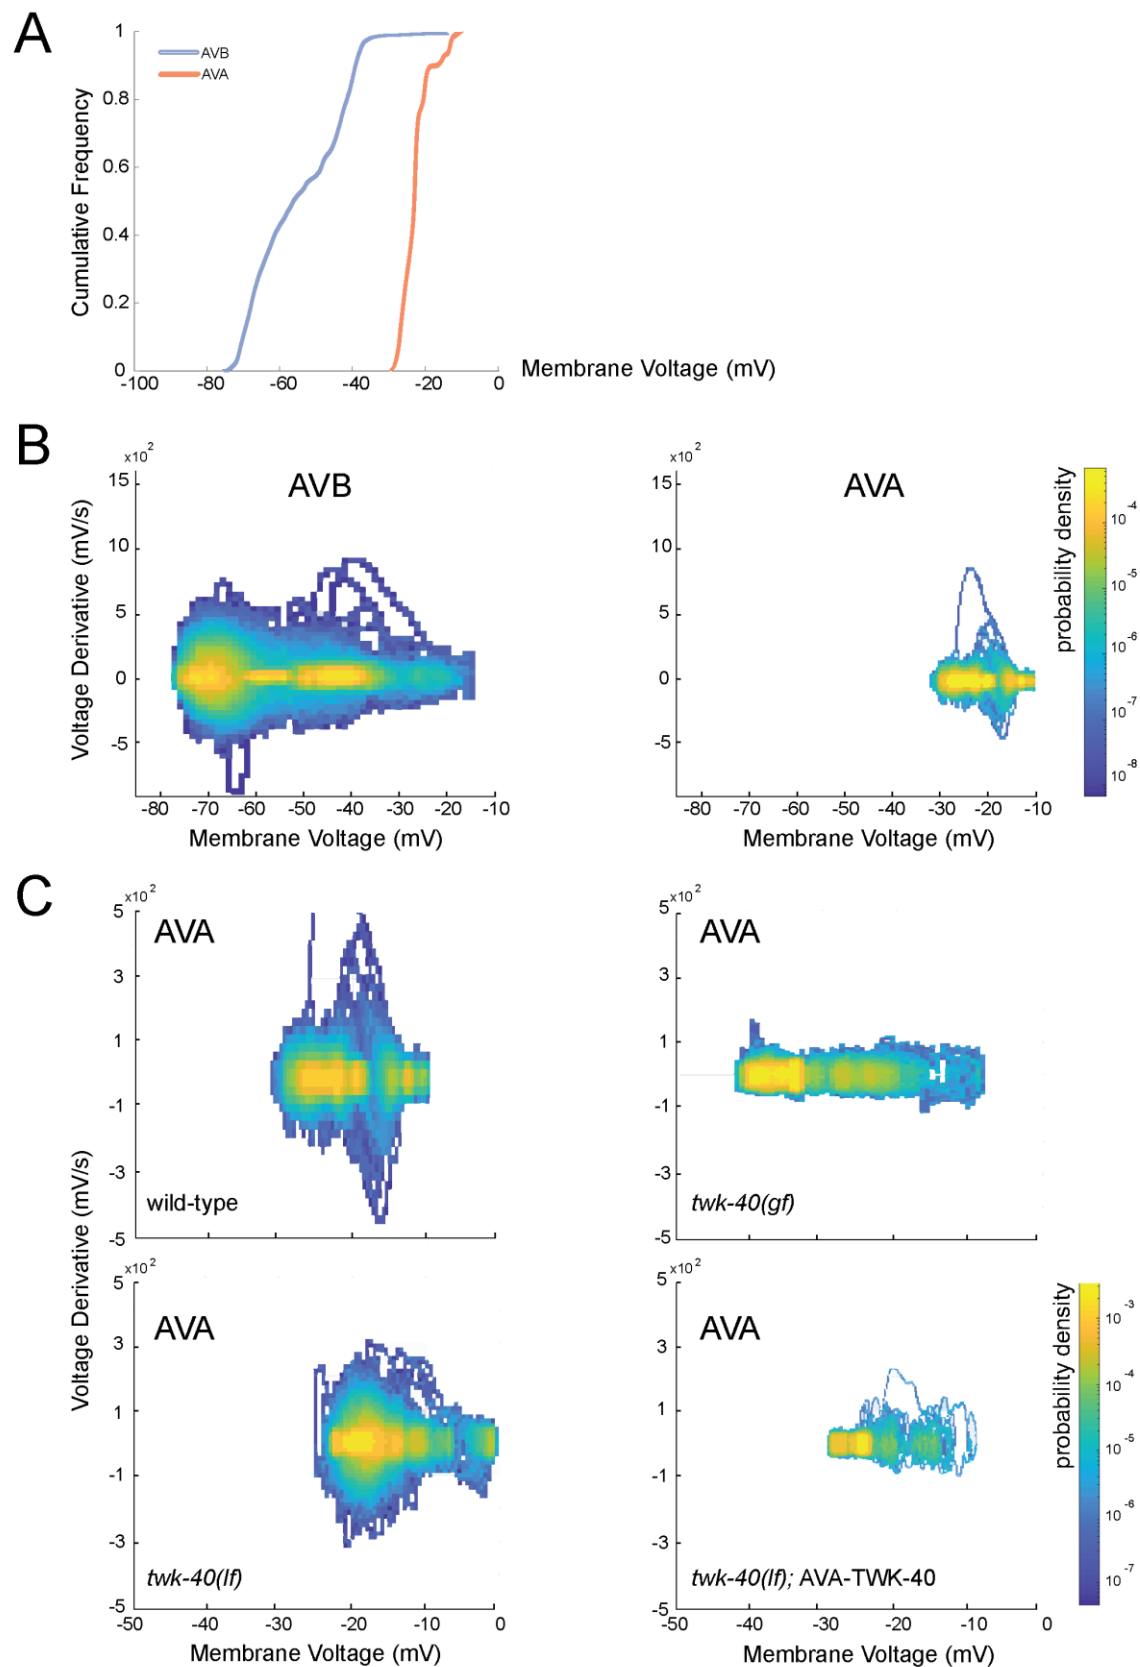 A
1
AVB
AVA
0.8
0.6
0.4
0.2
0
Cumulative Frequency
-100 -80 -60 -40 -20 0
Membrane Voltage (mV)
B
x10 2
15
10
5
0
-5
Voltage Derivative (mV/s)
AVB
-80 -70 -60 -50 -40 -30 -20 -10
Membrane Voltage (mV)
x10 2
15
10
5
0
-5
AVA
-80 -70 -60 -50 -40 -30 -20 -10
Membrane Voltage (mV)
probability density
10 -4
10 -5
10 -6
10 -7
10 -8
C
Voltage Derivative (mV/s)
x10 2
5
3
1
-1
-3
-5
AVA
wild-type
x10 2
5
3
1
-1
-3
-5
AVA
twk-40(gf)
x10 2
5
3
1
-1
-3
-5
AVA
twk-40(lf)
-50 -40 -30 -20 -10 0
Membrane Voltage (mV)
x10 2
5
3
1
-1
-3
-5
AVA
twk-40(lf); AVA-TWK-40
-50 -40 -30 -20 -10 0
Membrane Voltage (mV)
probability density
10 -3
10 -4
10 -5
10 -6
10 -7